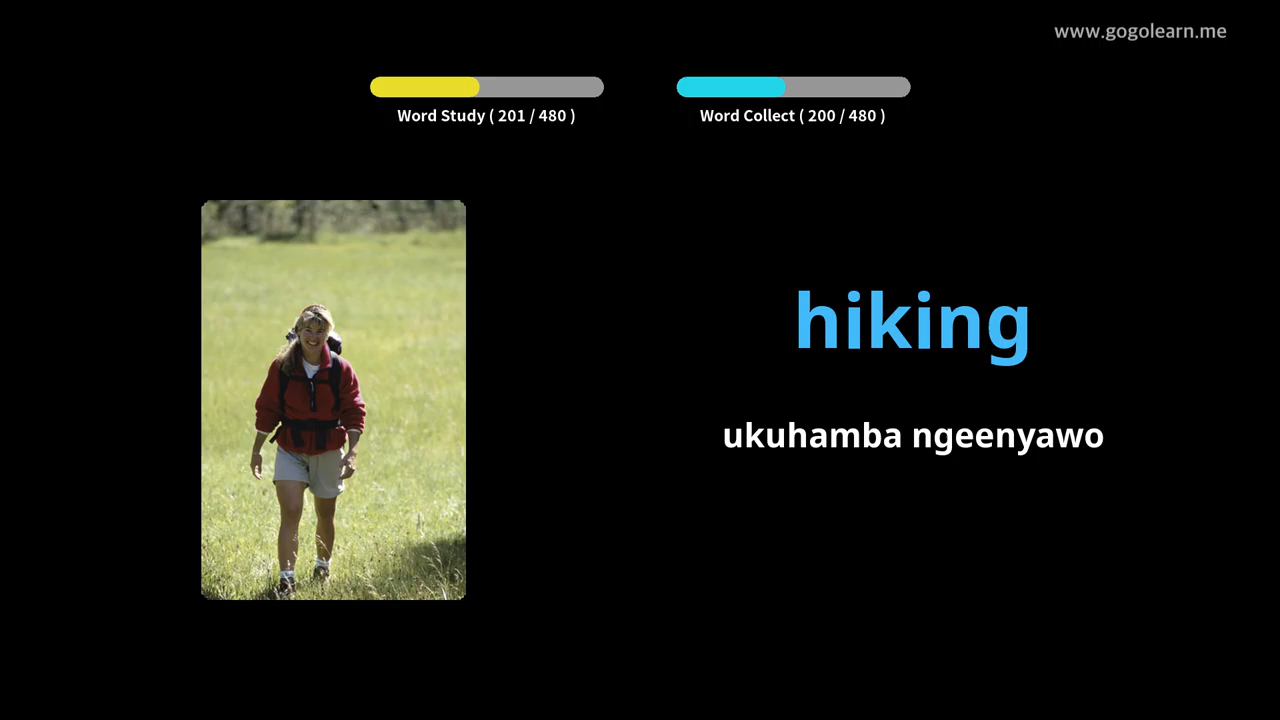 www.gogolearn.me
Word Study ( 201 / 480 )
Word Collect ( 200 / 480 )
hiking
ukuhamba ngeenyawo